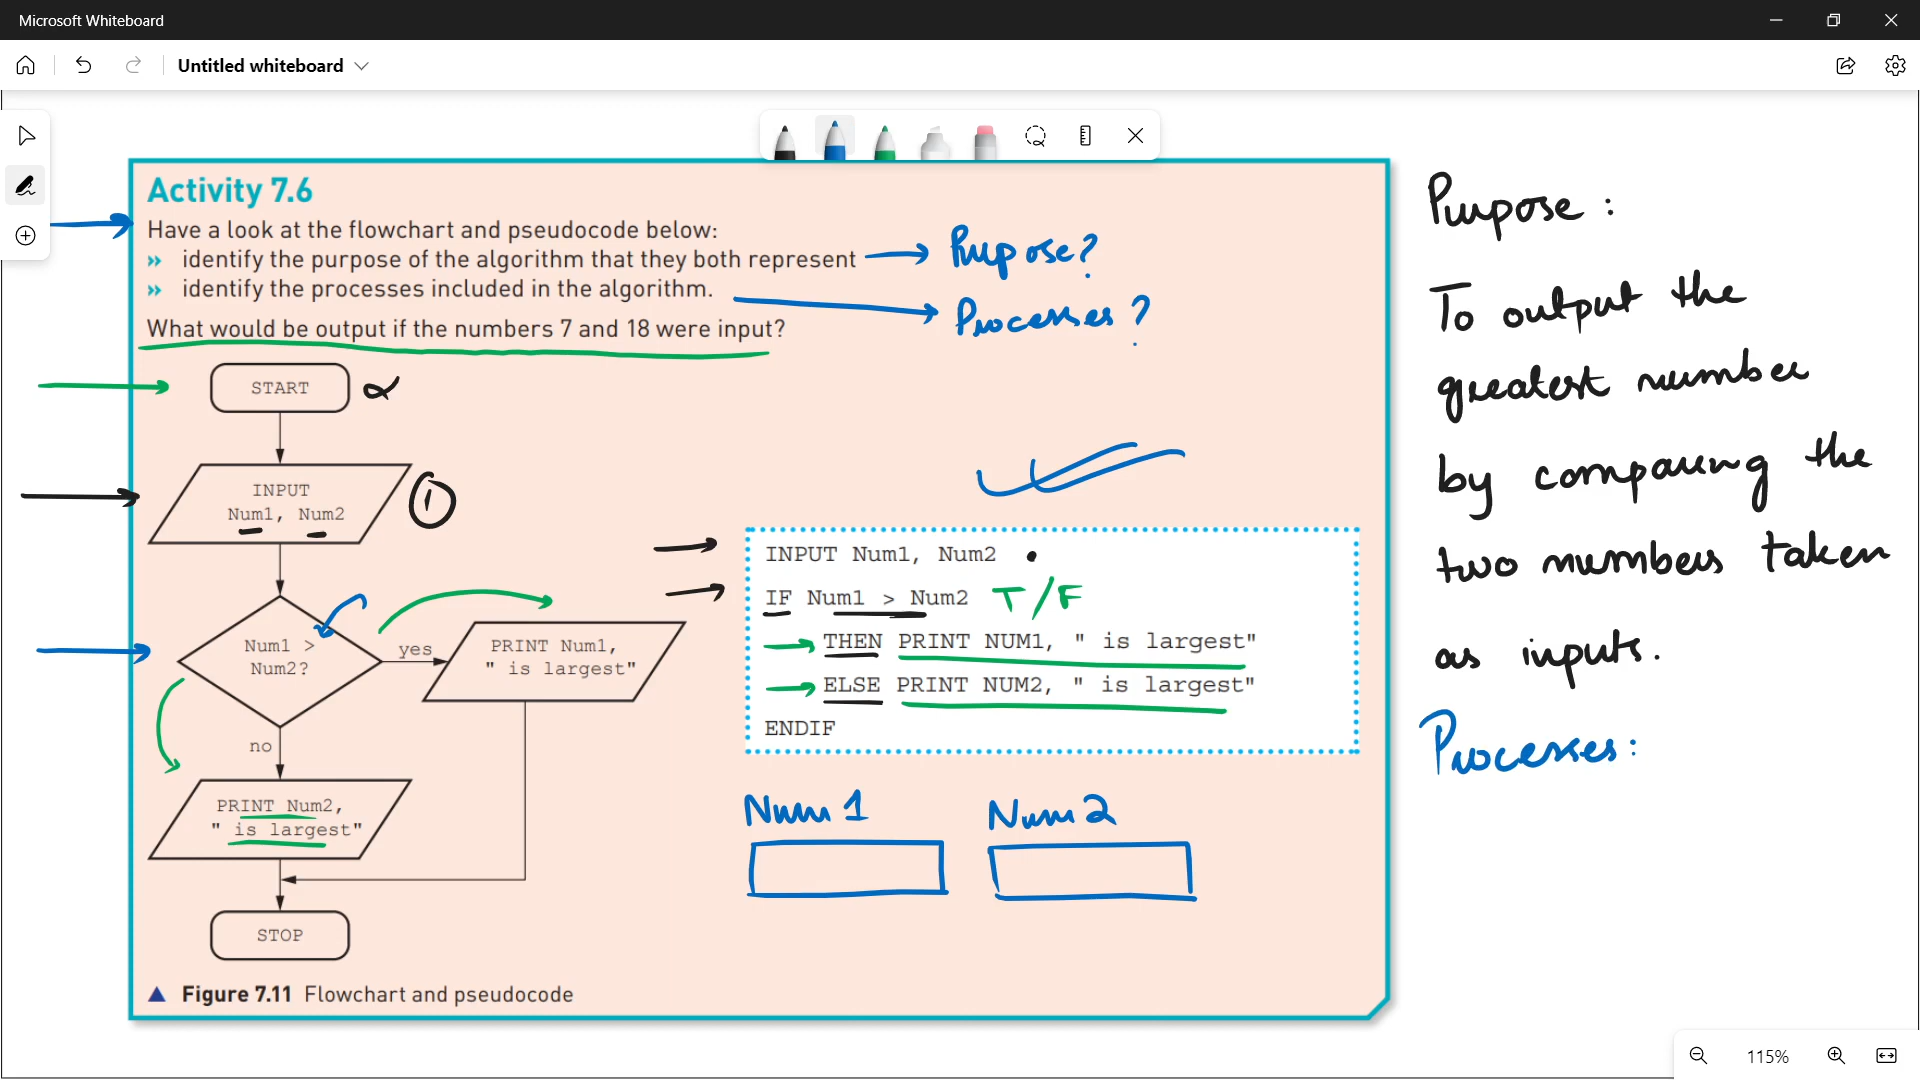 Microsoft Whiteboard
Untitled whiteboard
Activity 7.6
Have a look at the flowchart and pseudocode below:
» identify the purpose of the algorithm that they both represent
Purpose?
» identify the processes included in the algorithm.
Processes?
What would be output if the numbers 7 and 18 were input?
START
INPUT
Num1, Num2
1
Num1 >
Num2?
yes
PRINT Num1,
" is largest"
no
PRINT Num2,
" is largest"
STOP
INPUT Num1, Num2
IF Num1 > Num2 T/F
THEN PRINT NUM1, " is largest"
ELSE PRINT NUM2, " is largest"
ENDIF
Num 1 Num 2
▲ Figure 7.11 Flowchart and pseudocode
Purpose:
To output the
greatest number
by comparing the
two numbers taken
as inputs.
Processes:
115%